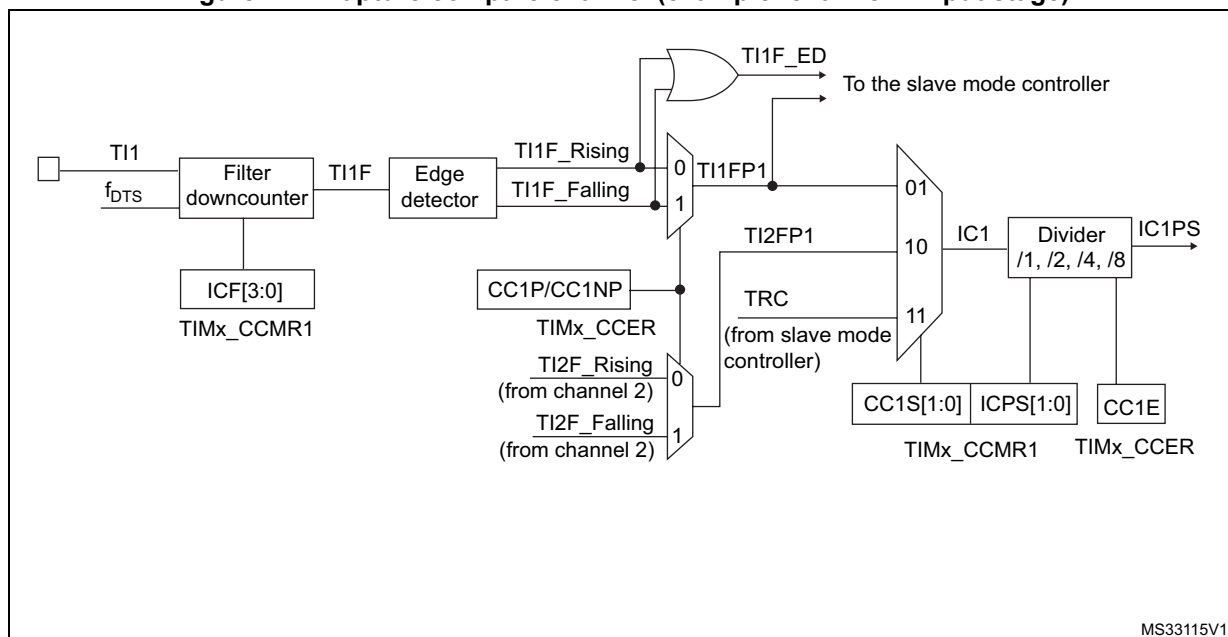 TI1F_ED
To the slave mode controller
TI1
f_DTS
Filter
downcounter
TI1F
Edge
detector
TI1F_Rising
TI1F_Falling
0
1
TI1FP1
01
TI2FP1
10
IC1
Divider
/1, /2, /4, /8
IC1PS
ICF[3:0]
TIMx_CCMR1
CC1P/CC1NP
TIMx_CCER
TRC
11
(from slave mode
controller)
TI2F_Rising
(from channel 2)
0
TI2F_Falling
(from channel 2)
1
CC1S[1:0]
ICPS[1:0]
CC1E
TIMx_CCMR1
TIMx_CCER
MS33115V1